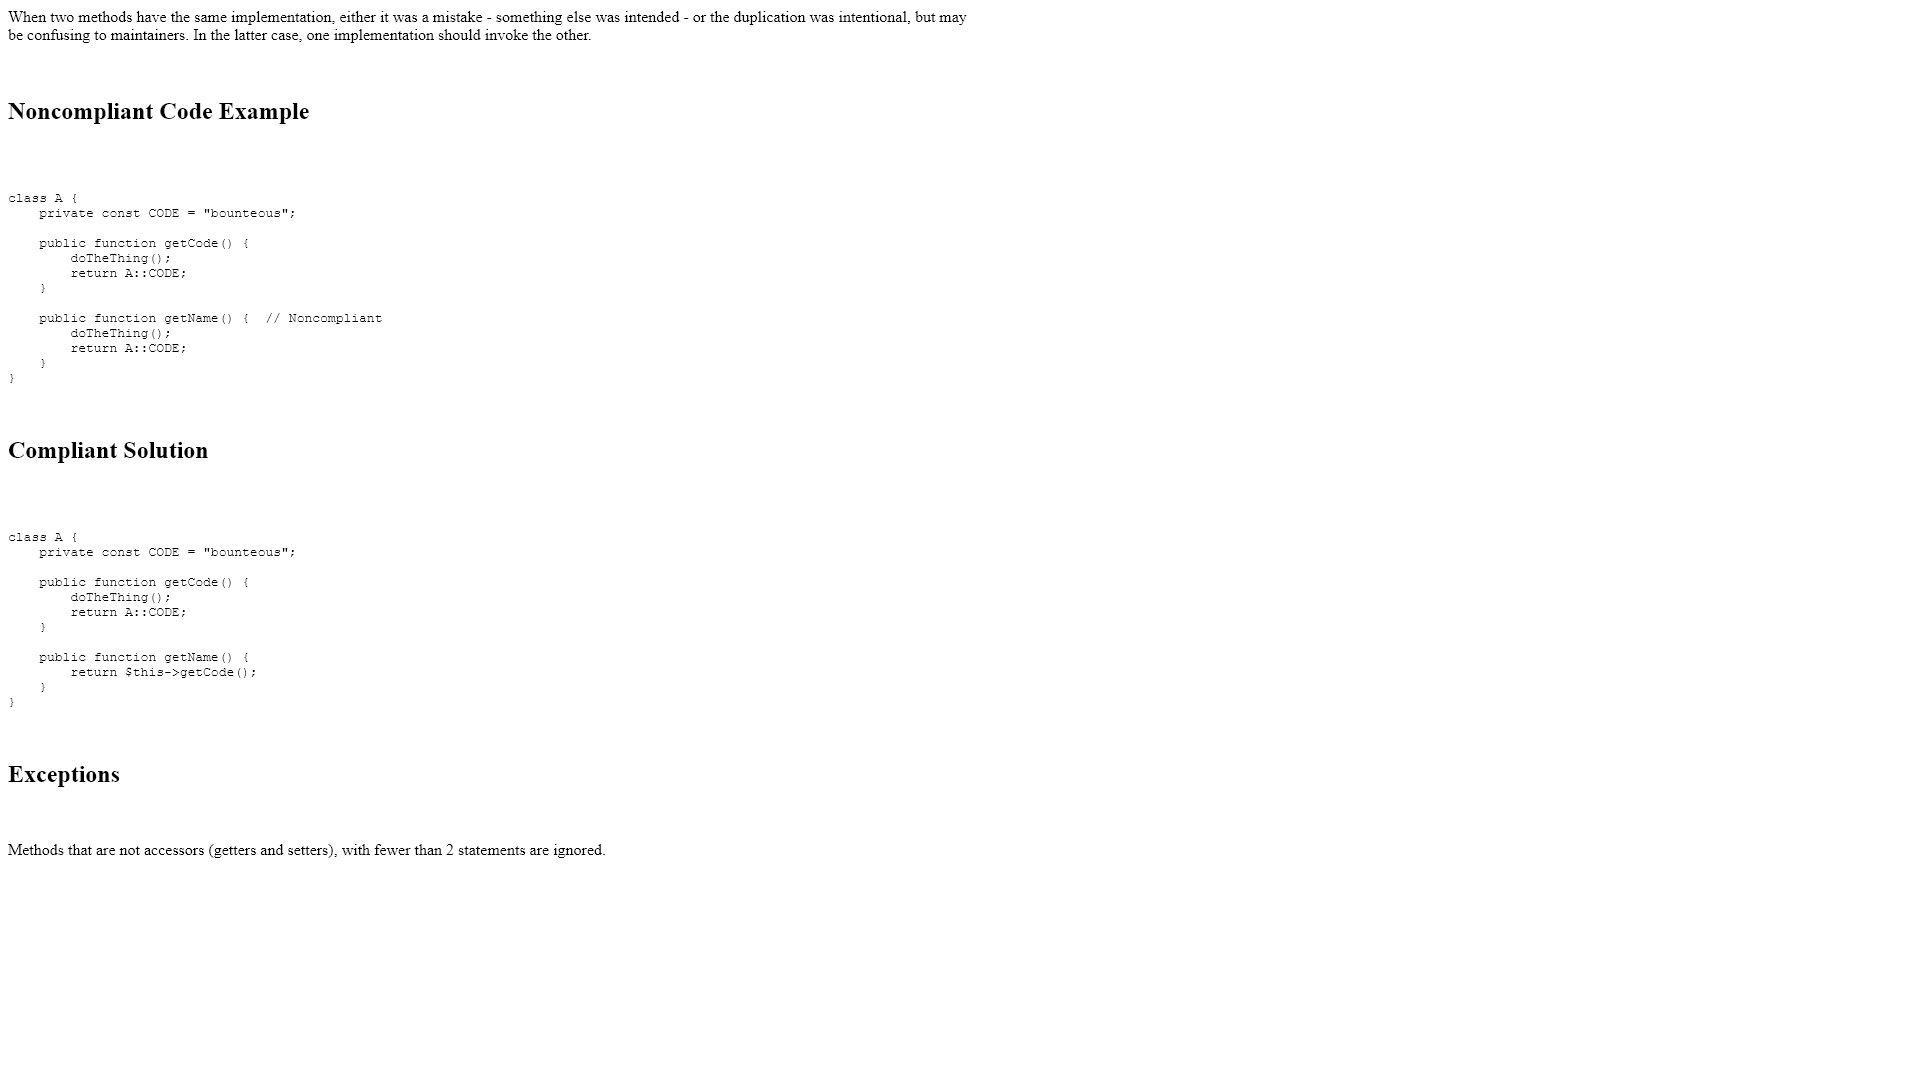 When two methods have the same implementation, either it was a mistake - something else was intended - or the duplication was intentional, but may
be confusing to maintainers. In the latter case, one implementation should invoke the other.
Noncompliant Code Example
class A {
    private const CODE = "bounteous";
    public function getCode() {
        doTheThing();
        return A::CODE;
    }
    public function getName() {  // Noncompliant
        doTheThing();
        return A::CODE;
    }
}
Compliant Solution
class A {
    private const CODE = "bounteous";
    public function getCode() {
        doTheThing();
        return A::CODE;
    }
    public function getName() {
        return $this->getCode();
    }
}
Exceptions
Methods that are not accessors (getters and setters), with fewer than 2 statements are ignored.